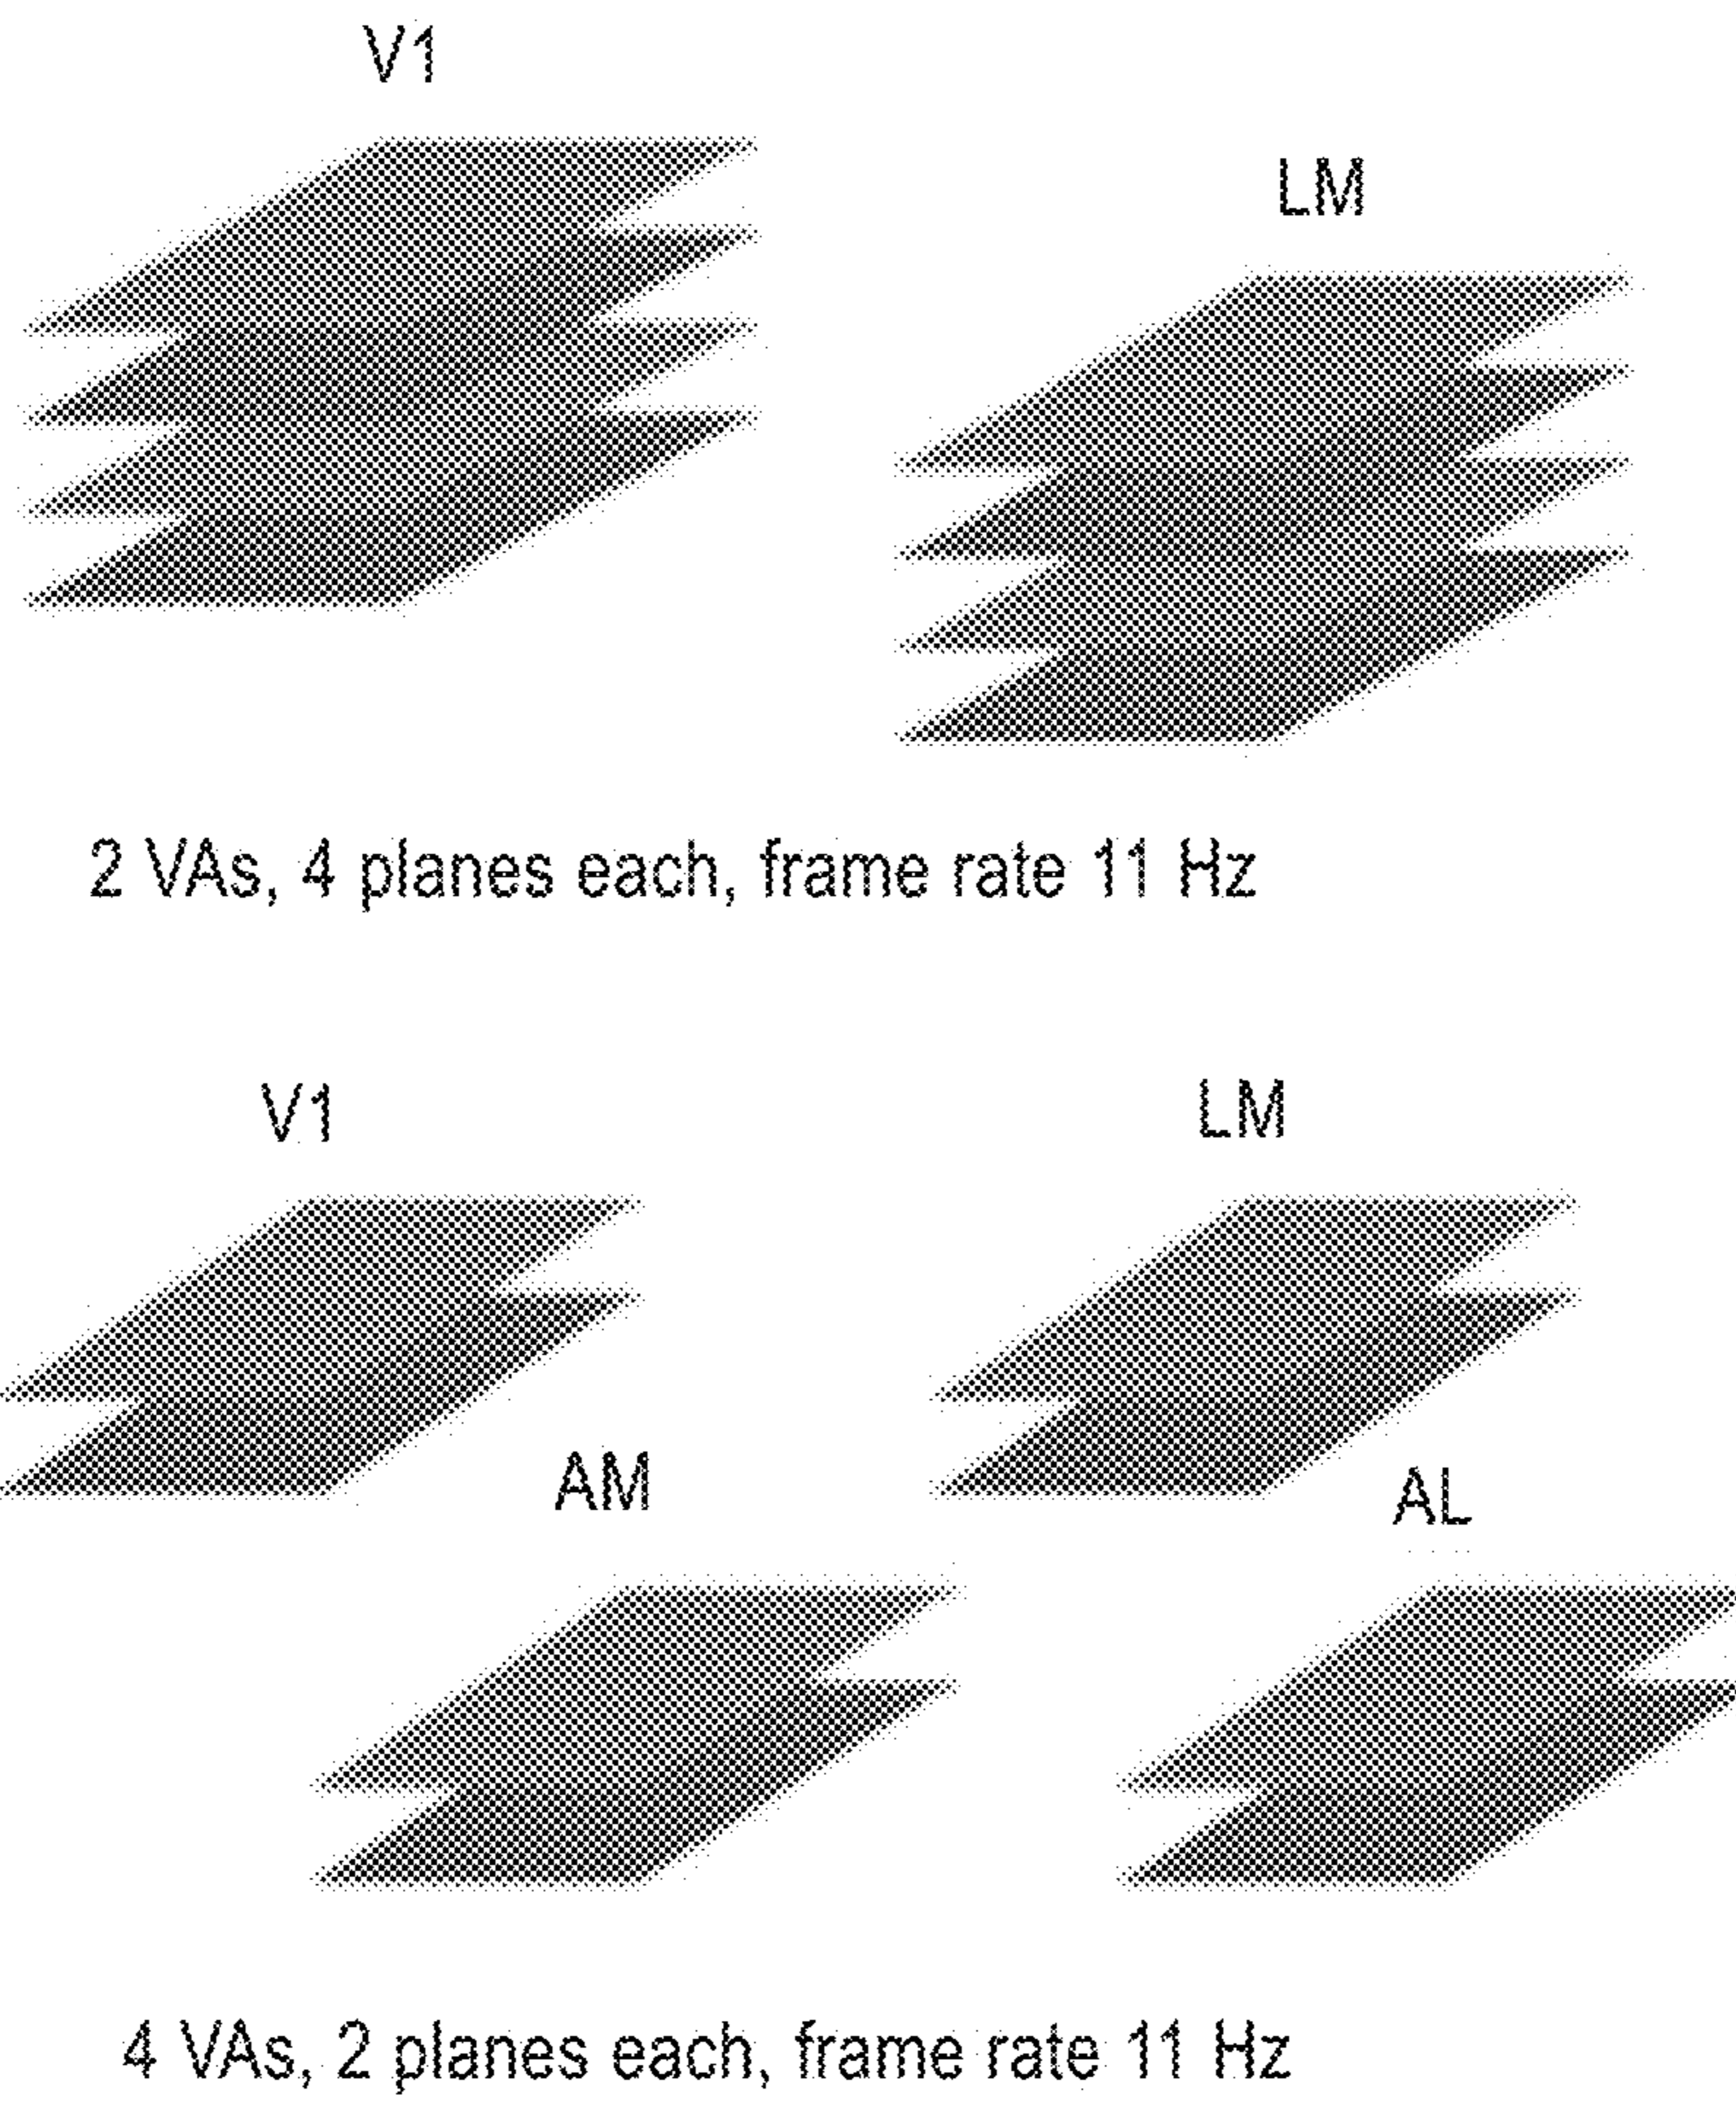 V1
LM
2 VAs, 4 planes each, frame rate 11 Hz
V1
LM
AM
AL
4 VAs, 2 planes each, frame rate 11 Hz